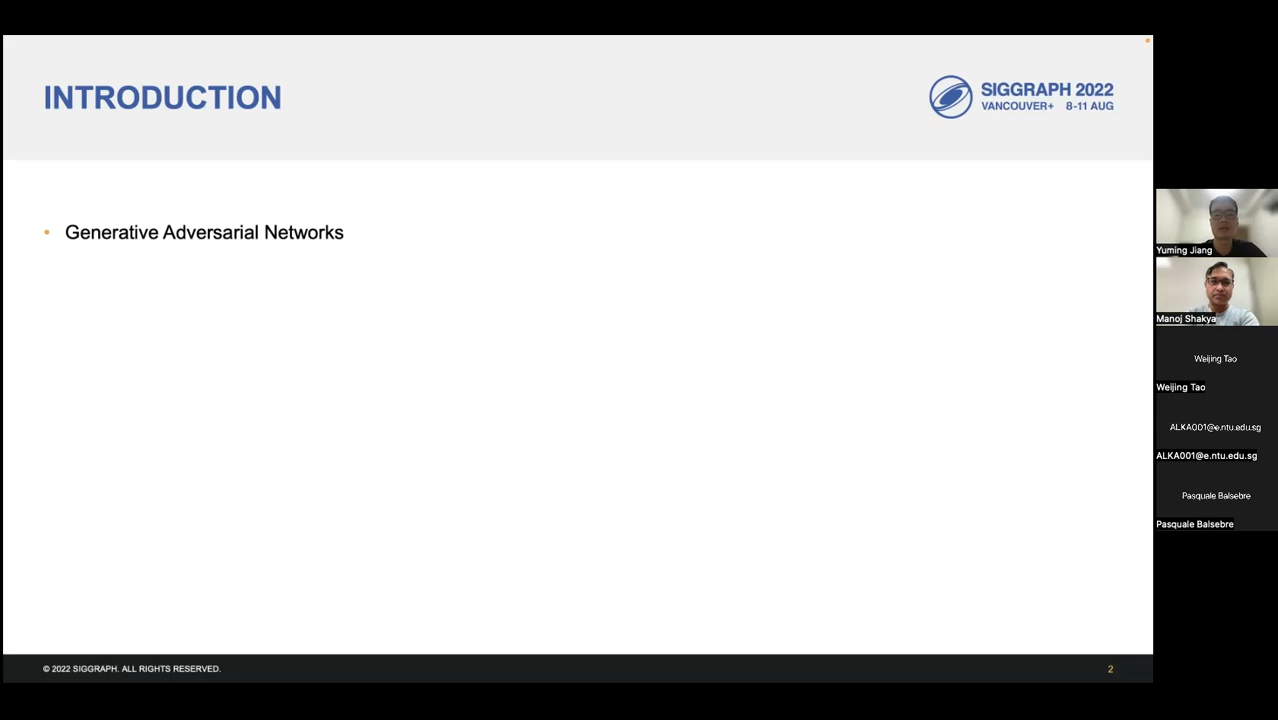 INTRODUCTION
SIGGRAPH 2022
VANCOUVER+ 8-11 AUG
• Generative Adversarial Networks
Yuming Jiang
Manoj Shakya
Weijing Tao
Weijing Tao
ALKA001@e.ntu.edu.sg
ALKA001@e.ntu.edu.sg
Pasquale Balsebre
Pasquale Balsebre
© 2022 SIGGRAPH. ALL RIGHTS RESERVED.
2